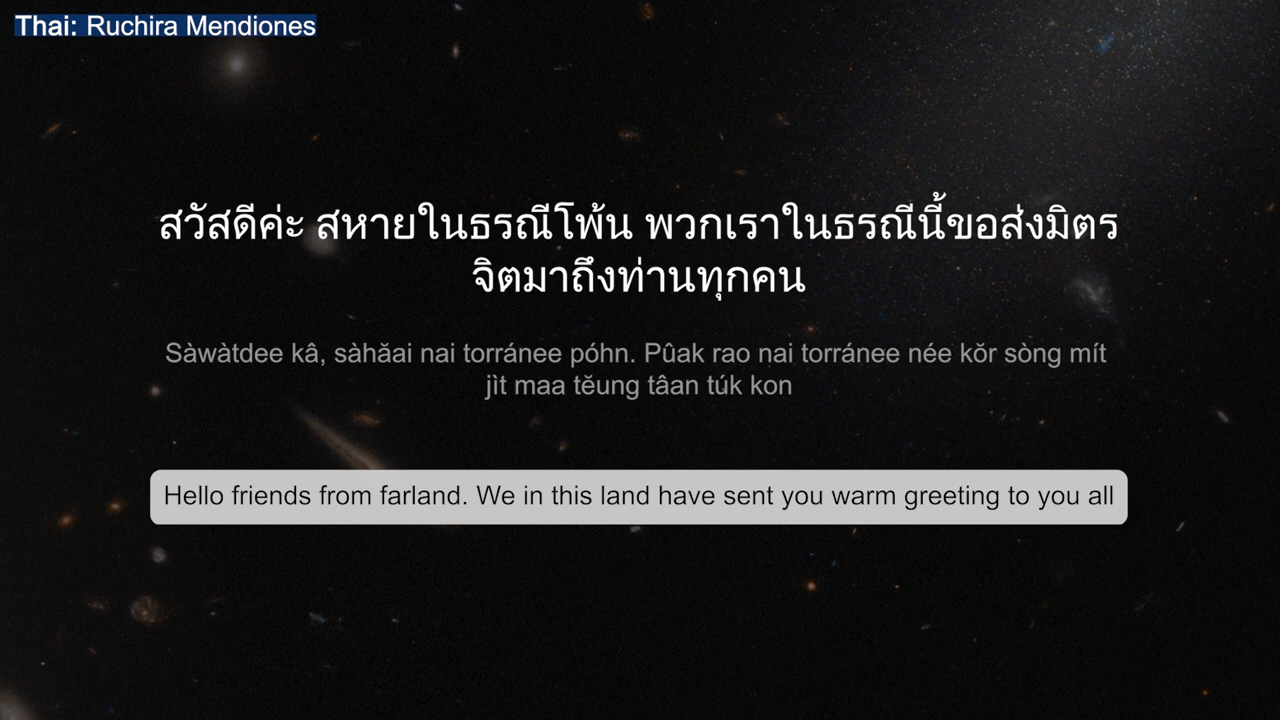 Thai: Ruchira Mendiones
สวัสดีค่ะ สหายในธรณีโพ้น พวกเราในธรณีนี้ขอส่งมิตร
จิตมาถึงท่านทุกคน
Sàwàtdee kâ, sàhăai nai torránee póhn. Pûak rao nai torránee née kŏr sòng mít
jìt maa tĕung tâan túk kon
Hello friends from farland. We in this land have sent you warm greeting to you all